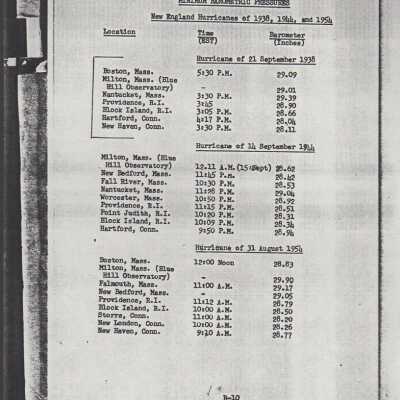 MINIMUM BAROMETRIC PRESSURES
New England Hurricanes of 1938, 1944, and 1954
Location Time (EST) Barometer (Inches)
Hurricane of 21 September 1938
Boston, Mass. 5:30 P.M. 29.09
Milton, Mass. (Blue
Hill Observatory) - 29.01
Nantucket, Mass. 3:30 P.M. 29.39
Providence, R.I. 3:45 28.90
Block Island, R.I. 3:05 P.M. 28.66
Hartford, Conn. 4:17 P.M. 28.04
New Haven, Conn. 3:30 P.M. 28.11
Hurricane of 14 September 1944
Milton, Mass. (Blue
Hill Observatory) 12.11 A.M. (15 Sept) 28.62
New Bedford, Mass. 11:45 P.M. 28.42
Fall River, Mass. 10:30 P.M. 28.53
Nantucket, Mass. 11:28 P.M. 29.04
Worcester, Mass. 10:50 P.M. 28.92
Providence, R.I. 11:15 P.M. 28.51
Point Judith, R.I. 10:20 P.M. 28.31
Block Island, R.I. 10:09 P.M. 28.34
Hartford, Conn. 9:50 P.M. 28.94
Hurricane of 31 August 1954
Boston, Mass. 12:00 Noon 28.83
Milton, Mass. (Blue
Hill Observatory) - 29.90
Falmouth, Mass. 11:00 A.M. 29.17
New Bedford, Mass. - 29.05
Providence, R.I. 11:12 A.M. 28.79
Block Island, R.I. 10:00 A.M. 28.50
Storrs, Conn. 11:00 A.M. 28.20
New London, Conn. 10:00 A.M. 28.26
New Haven, Conn. 9:10 A.M. 28.77
B-10